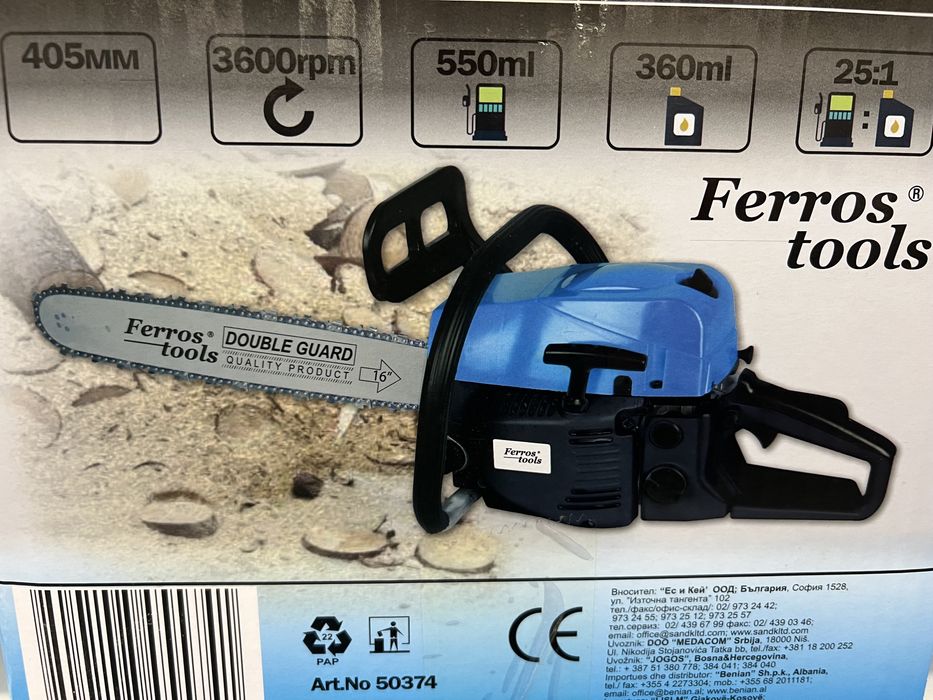 405мм
3600rpm
550ml
360ml
25:1
Ferros ®
tools
Ferros ®
tools
DOUBLE GUARD
QUALITY PRODUCT
16"
Ferros®
tools
22
PAP
Art.No 50374
CE
Вносител: "Ес и Кей' ООД; България, София 1528,
ул. "Източна тангента" 102
тел./факс/офис-склад/: 02/ 973 24 42;
973 24 55; 973 25 12; 973 25 57
тел.сервиз: 02/ 439 67 99 факс: 02/ 439 03 46;
email: office@sandkltd.com; www.sandkltd.com
Uvoznik: DOO "MEDACOM" Srbija, 18000 Niš.
Ul. Nikodija Stojanovića Tatka bb, tel./fax: +381 18 200 252
Uvožnik: "JOGOS", Bosna&Hercegovina,
tel.: + 387 51 380 778; 384 041; 384 040
Importues dhe distributor: "Benian" Sh.p.k., Albania,
tel./ fax: +355 4 2273304; mob.: +355 68 2011181;
email: office@benian.al; www.benian.al